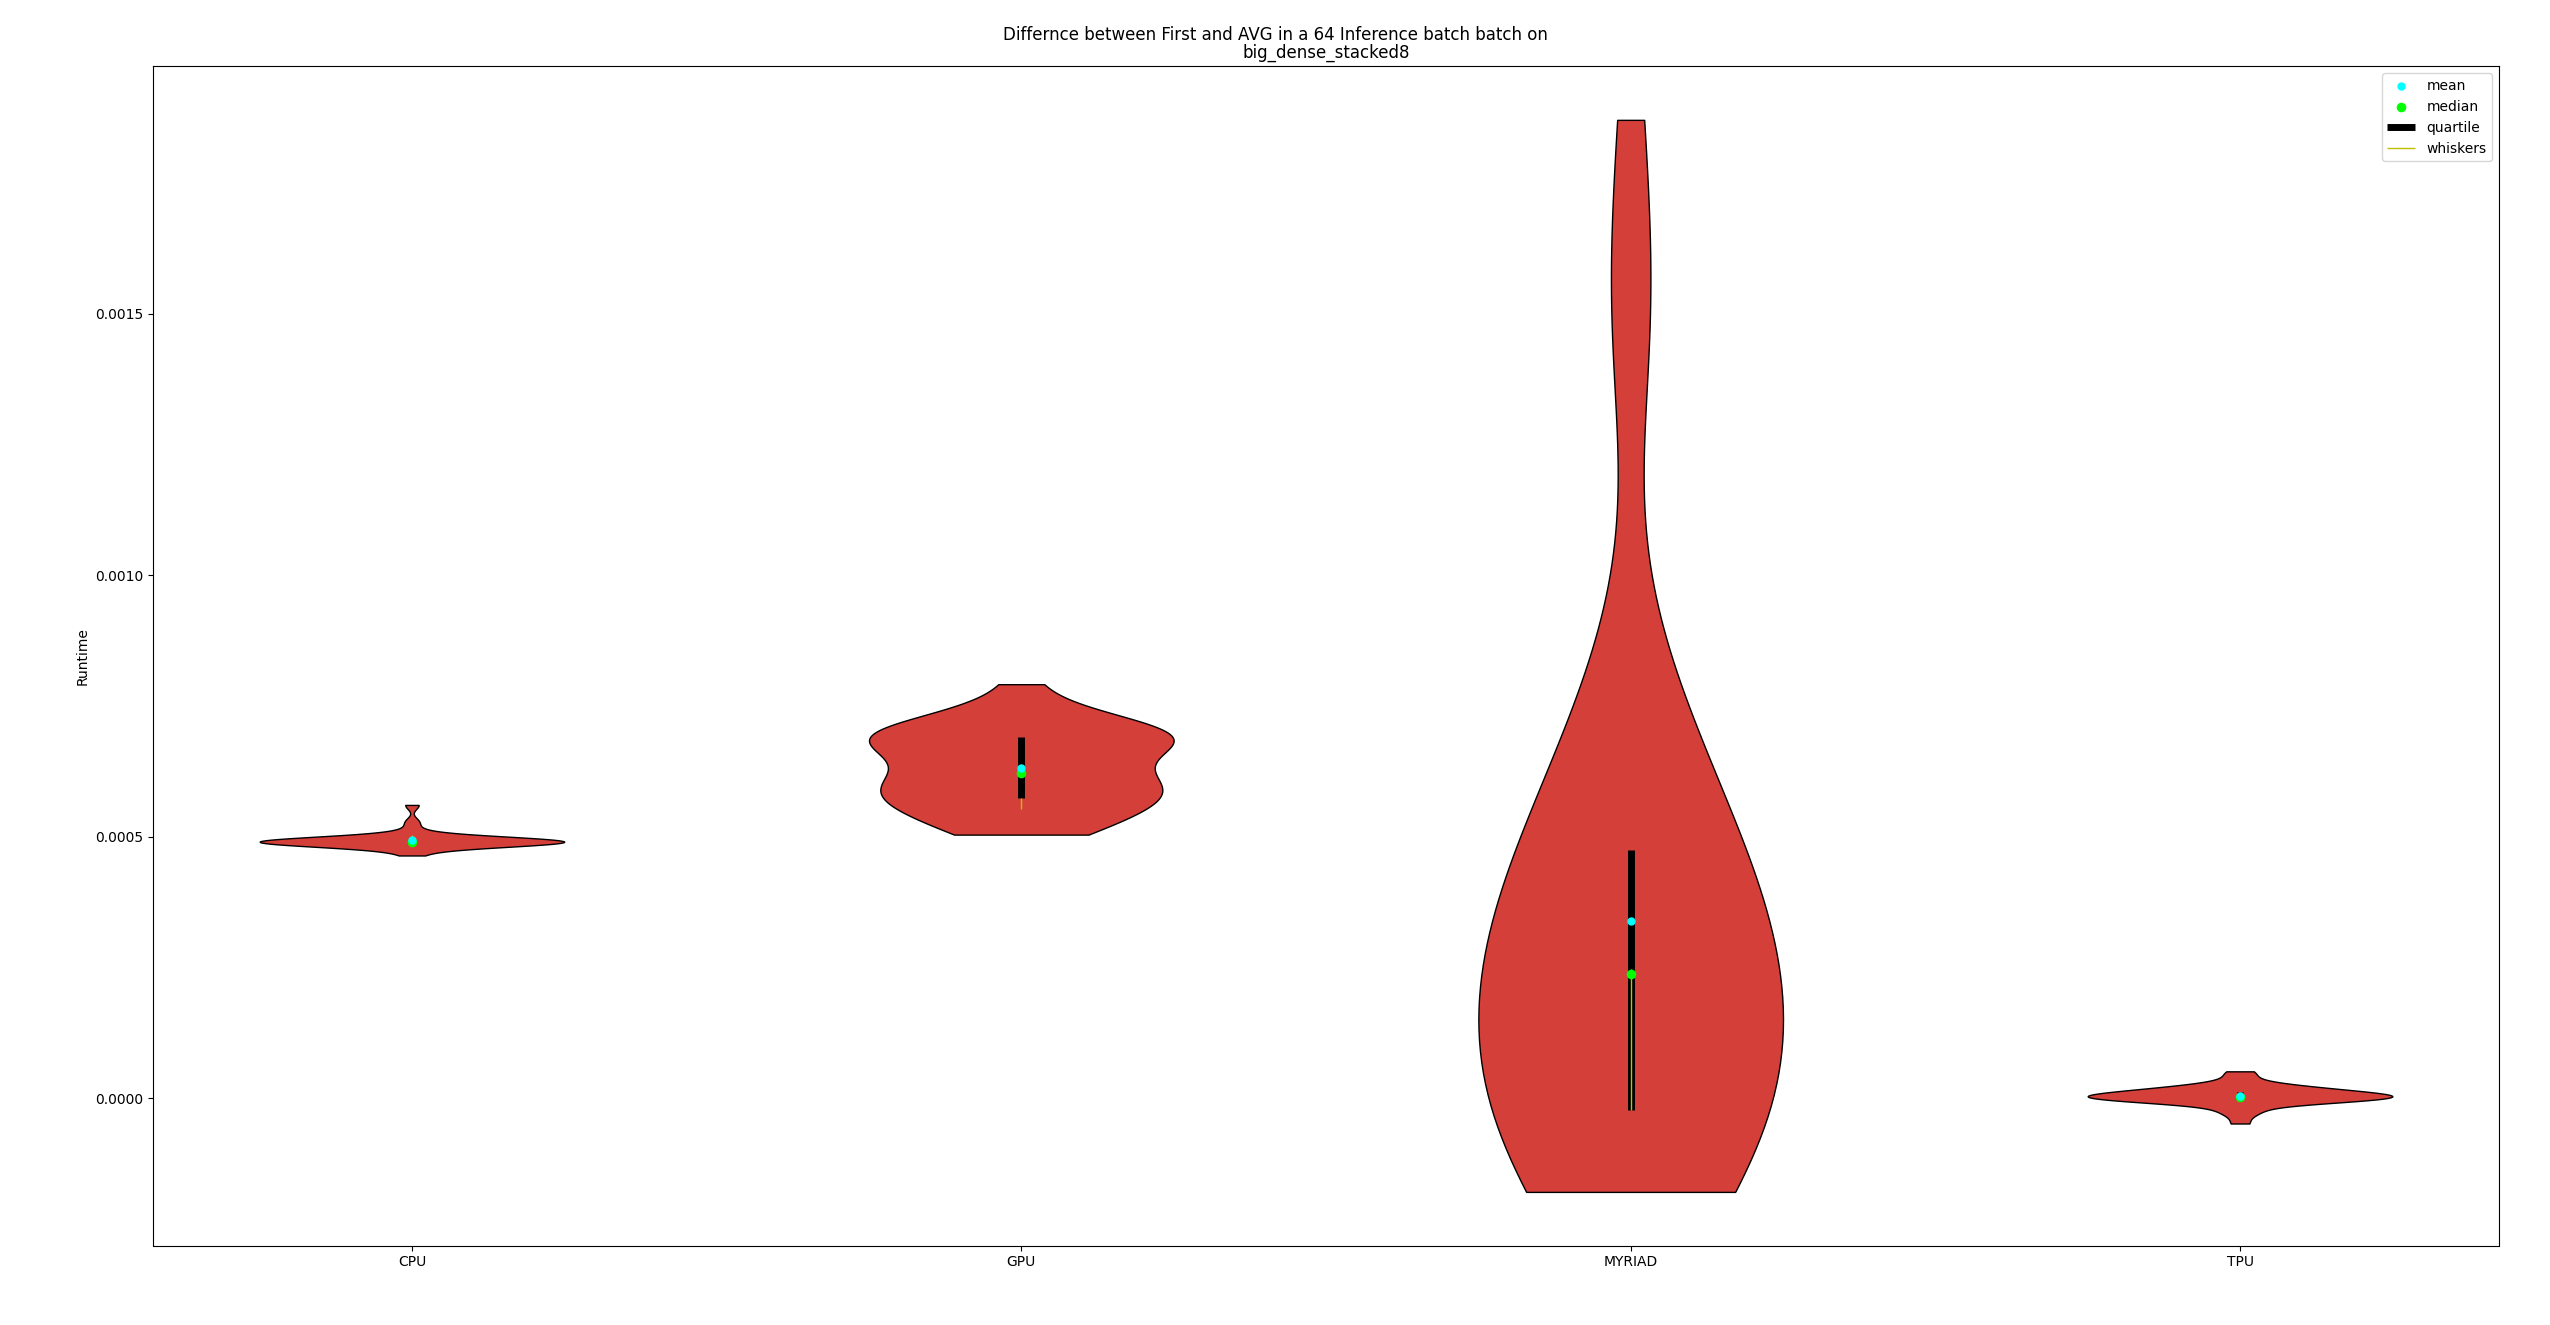 Differnce between First and AVG in a 64 Inference batch batch on
big_dense_stacked8
mean
median
quartile
whiskers
0.0015
0.0010
0.0005
0.0000
Runtime
CPU
GPU
MYRIAD
TPU